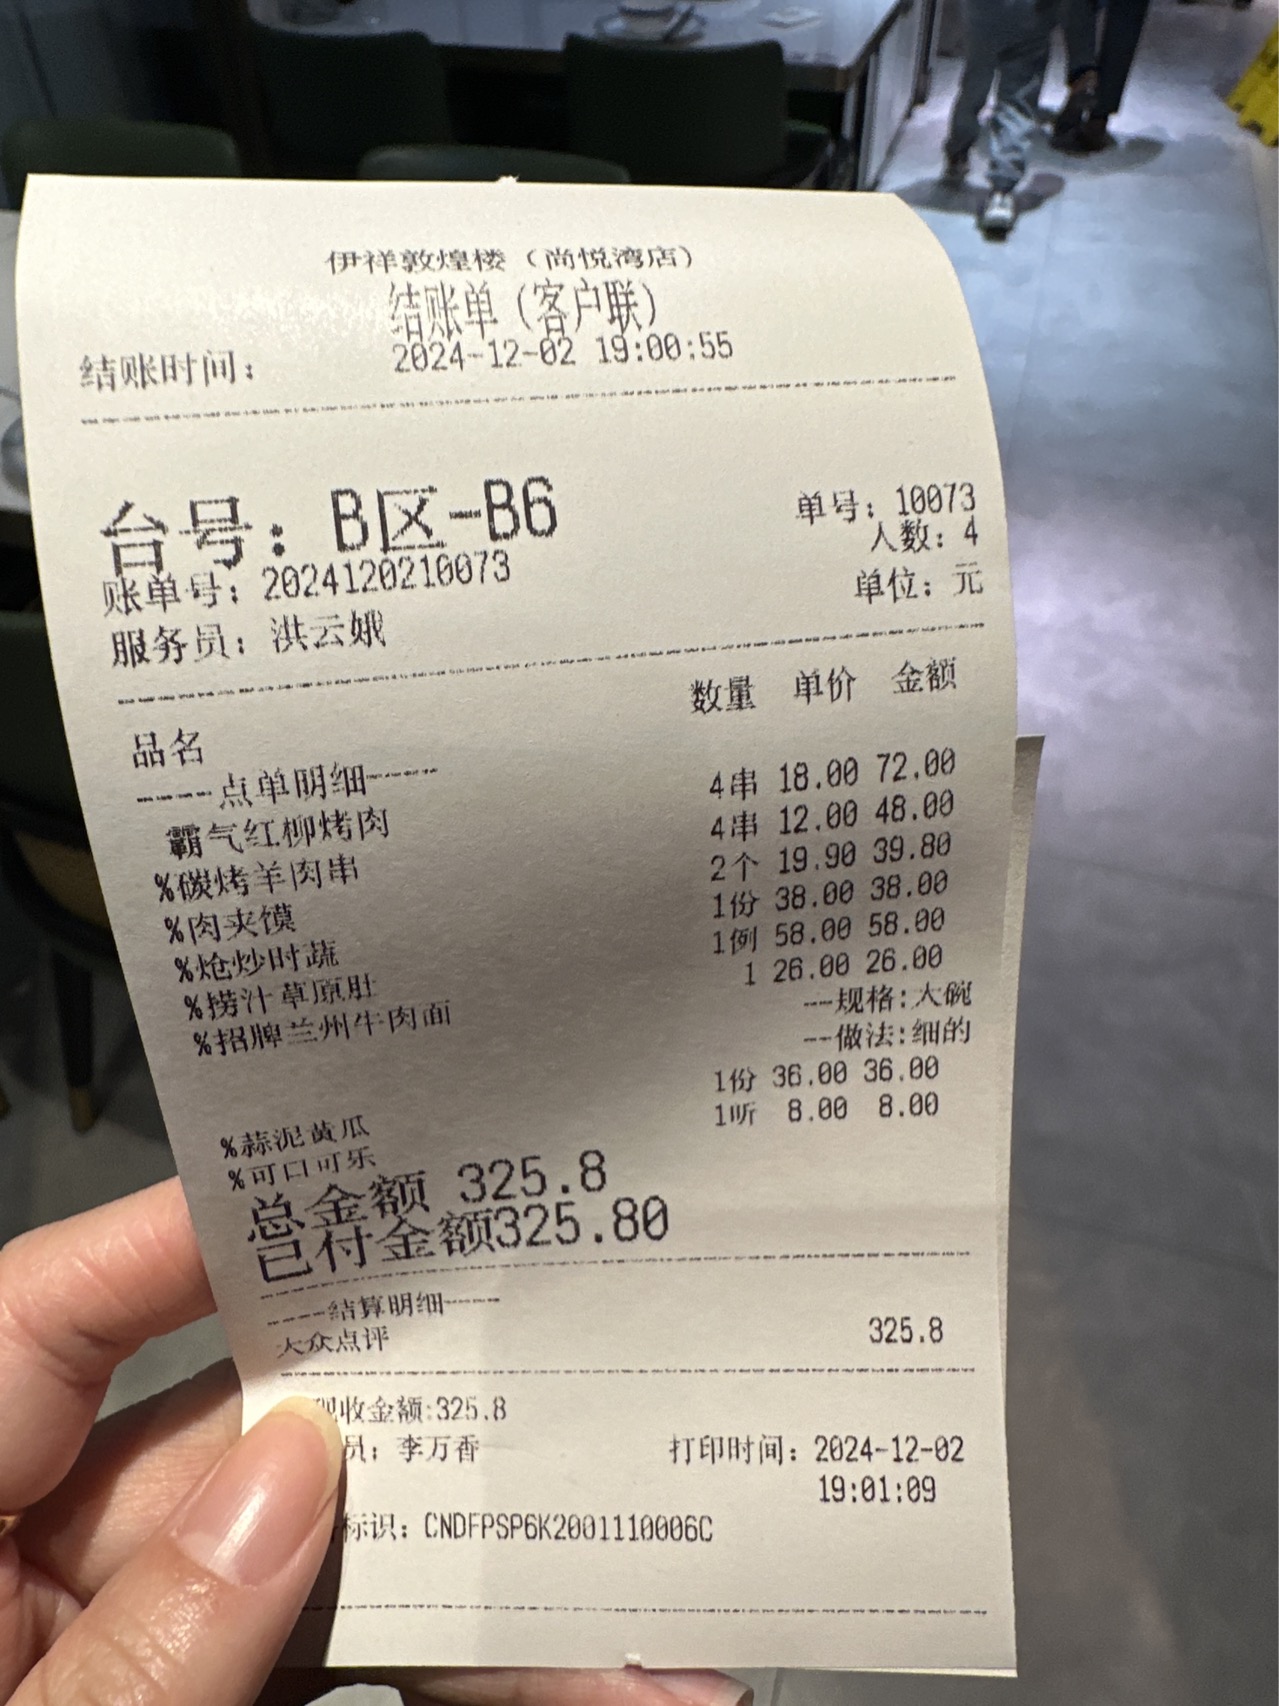 伊祥敦煌楼（尚悦湾店）
结账单（客户联）
结账时间： 2024-12-02 19:00:55
台号：B区-B6 单号：10073
人数：4
账单号：2024120210073 单位：元
服务员：洪云娥
品名 数量 单价 金额
----点单明细----
霸气红柳烤肉 4串 18.00 72.00
%碳烤羊肉串 4串 12.00 48.00
%肉夹馍 2个 19.90 39.80
%炝炒时蔬 1份 38.00 38.00
%捞汁草原肚 1例 58.00 58.00
%招牌兰州牛肉面 1 26.00 26.00
--规格:大碗
--做法:细的
%蒜泥黄瓜 1份 36.00 36.00
%可口可乐 1听 8.00 8.00
总金额 325.8
已付金额325.80
----结算明细----
大众点评 325.8
现收金额:325.8
员：李万香 打印时间：2024-12-02
19:01:09
标识：CNDFPSP6K2001110006C